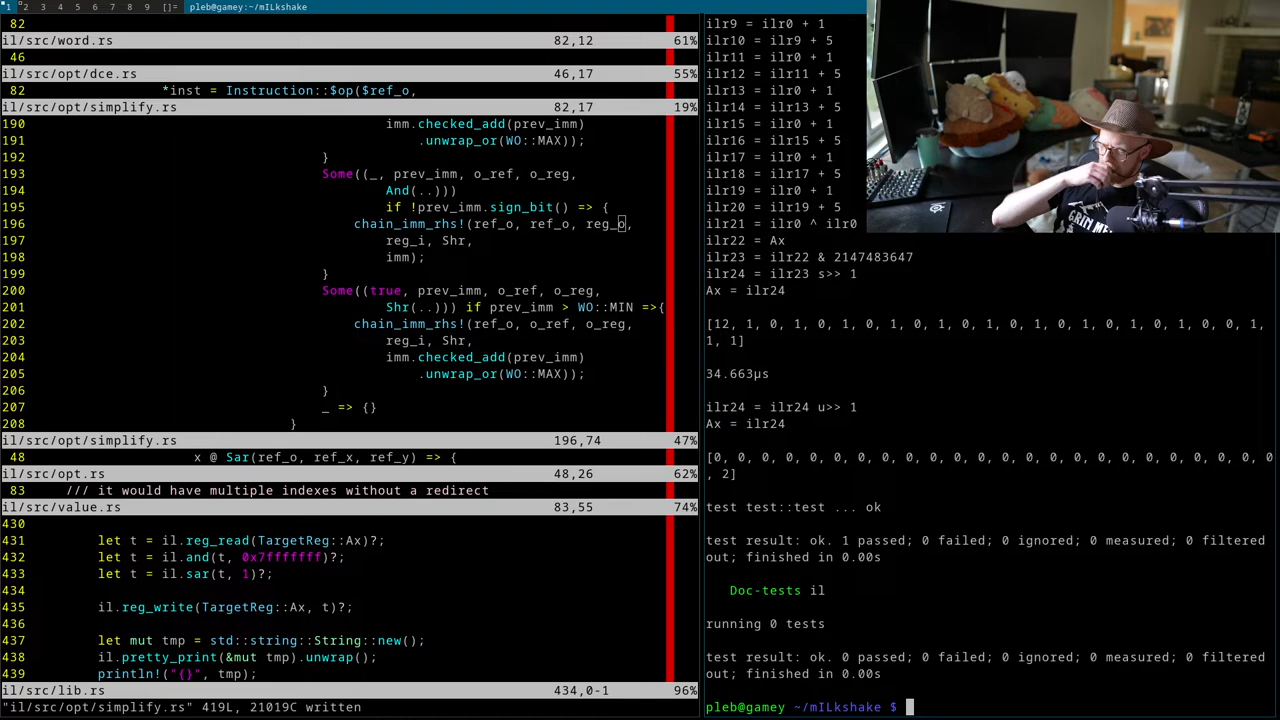 1 2 3 4 5 6 7 8 9 []= pleb@gamey:~/mILkshake
82
il/src/word.rs 82,12 61%
46
il/src/opt/dce.rs 46,17 55%
82 *inst = Instruction::$op($ref_o,
il/src/opt/simplify.rs 82,17 19%
190 imm.checked_add(prev_imm)
191 .unwrap_or(WO::MAX));
192 }
193 Some((_, prev_imm, o_ref, o_reg,
194 And(..)))
195 if !prev_imm.sign_bit() => {
196 chain_imm_rhs!(ref_o, ref_o, reg_o,
197 reg_i, Shr,
198 imm);
199 }
200 Some((true, prev_imm, o_ref, o_reg,
201 Shr(..))) if prev_imm > WO::MIN =>{
202 chain_imm_rhs!(ref_o, ref_o, reg_o,
203 reg_i, Shr,
204 imm.checked_add(prev_imm)
205 .unwrap_or(WO::MAX));
206 }
207 _ => {}
208 }
il/src/opt/simplify.rs 196,74 47%
48 x @ Sar(ref_o, ref_x, ref_y) => {
il/src/opt.rs 48,26 62%
83 /// it would have multiple indexes without a redirect
il/src/value.rs 83,55 74%
430
431 let t = il.reg_read(TargetReg::Ax)?;
432 let t = il.and(t, 0x7fffffff)?;
433 let t = il.sar(t, 1)?;
434
435 il.reg_write(TargetReg::Ax, t)?;
436
437 let mut tmp = std::string::String::new();
438 il.pretty_print(&mut tmp).unwrap();
439 println!("{}", tmp);
il/src/lib.rs 434,0-1 96%
"il/src/opt/simplify.rs" 419L, 21019C written
ilr9 = ilr0 + 1
ilr10 = ilr9 + 5
ilr11 = ilr0 + 1
ilr12 = ilr11 + 5
ilr13 = ilr0 + 1
ilr14 = ilr13 + 5
ilr15 = ilr0 + 1
ilr16 = ilr15 + 5
ilr17 = ilr0 + 1
ilr18 = ilr17 + 5
ilr19 = ilr0 + 1
ilr20 = ilr19 + 5
ilr21 = ilr0 ^ ilr0
ilr22 = Ax
ilr23 = ilr22 & 2147483647
ilr24 = ilr23 s>> 1
Ax = ilr24
[12, 1, 0, 1, 0, 1, 0, 1, 0, 1, 0, 1, 0, 1, 0, 1, 0, 1, 0, 1, 0, 0, 1,
1, 1]
34.663µs
ilr24 = ilr24 u>> 1
Ax = ilr24
[0, 0, 0, 0, 0, 0, 0, 0, 0, 0, 0, 0, 0, 0, 0, 0, 0, 0, 0, 0, 0, 0, 0, 0
, 2]
test test::test ... ok
test result: ok. 1 passed; 0 failed; 0 ignored; 0 measured; 0 filtered
out; finished in 0.00s
Doc-tests il
running 0 tests
test result: ok. 0 passed; 0 failed; 0 ignored; 0 measured; 0 filtered
out; finished in 0.00s
pleb@gamey ~/mILkshake $